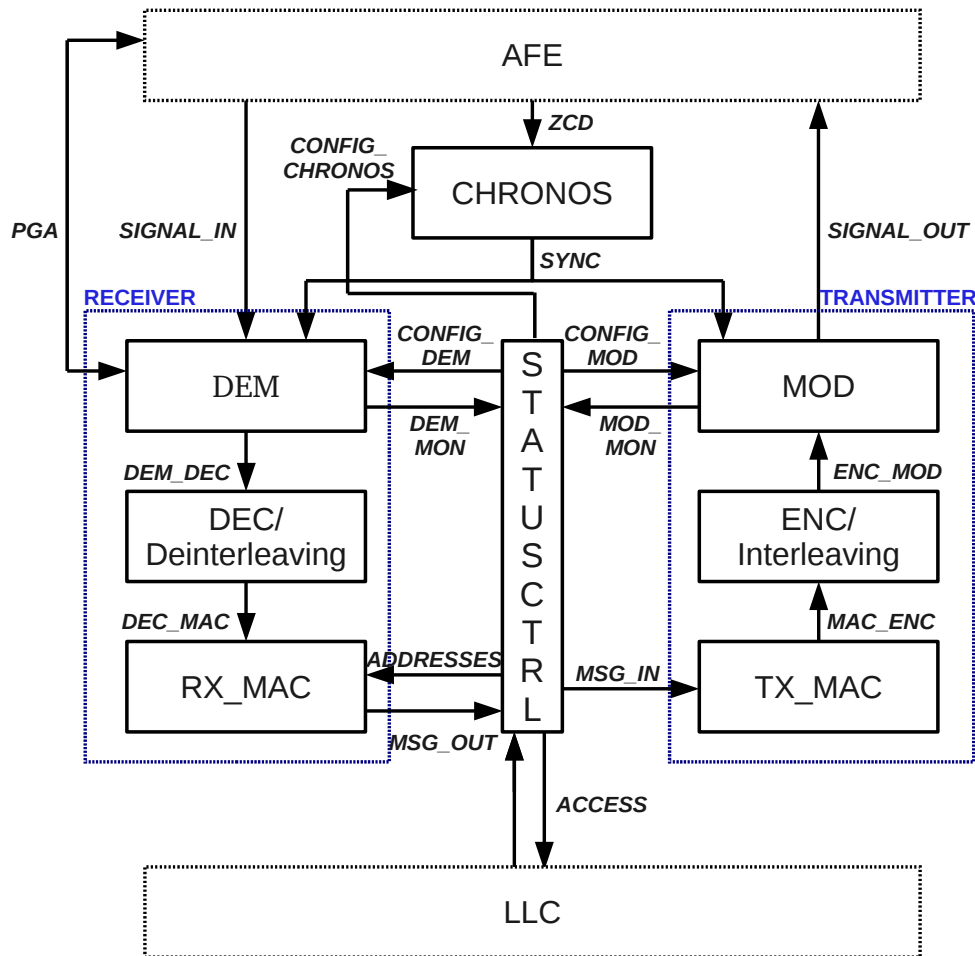 AFE
ZCD
CONFIG_
CHRONOS
CHRONOS
PGA
SIGNAL_IN
SIGNAL_OUT
SYNC
RECEIVER
TRANSMITTER
CONFIG_
DEM
CONFIG_
MOD
DEM
S
T
A
T
U
S
C
T
R
L
MOD
DEM_
MON
MOD_
MON
DEM_DEC
ENC_MOD
DEC/
Deinterleaving
ENC/
Interleaving
DEC_MAC
MAC_ENC
ADDRESSES
MSG_IN
RX_MAC
TX_MAC
MSG_OUT
ACCESS
LLC